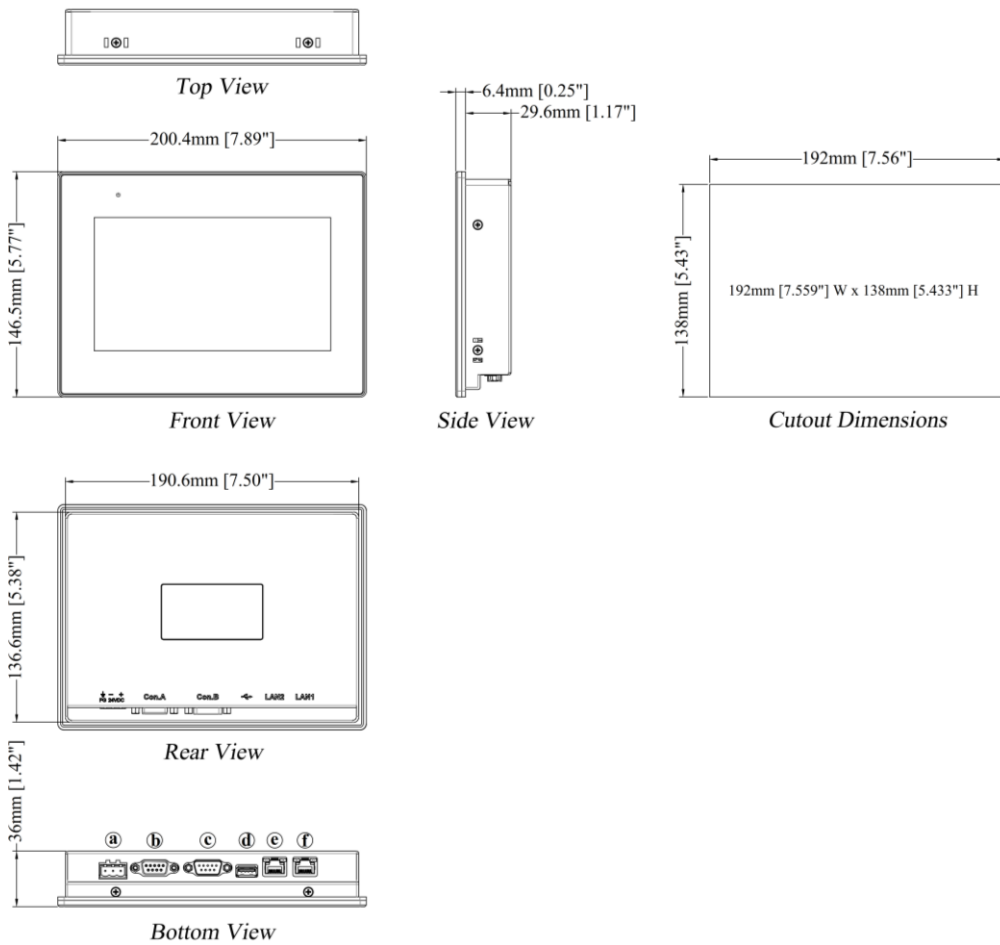 Top View
6.4mm [0.25"]
29.6mm [1.17"]
200.4mm [7.89"]
146.5mm [5.77"]
Front View
Side View
192mm [7.56"]
138mm [5.43"]
192mm [7.559"] W x 138mm [5.433"] H
Cutout Dimensions
190.6mm [7.50"]
136.6mm [5.38"]
- +
FG 24VDC
Con.A
Con.B
LAN2
LAN1
Rear View
36mm [1.42"]
ⓐ ⓑ ⓒ ⓓ ⓔ ⓕ
Bottom View